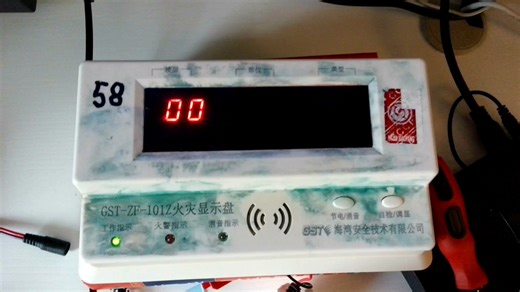 58
00
GST-ZF-101Z火灾显示盘
节电/消音
自检/调显
工作指示
火警指示
消音指示
GST 海湾安全技术有限公司